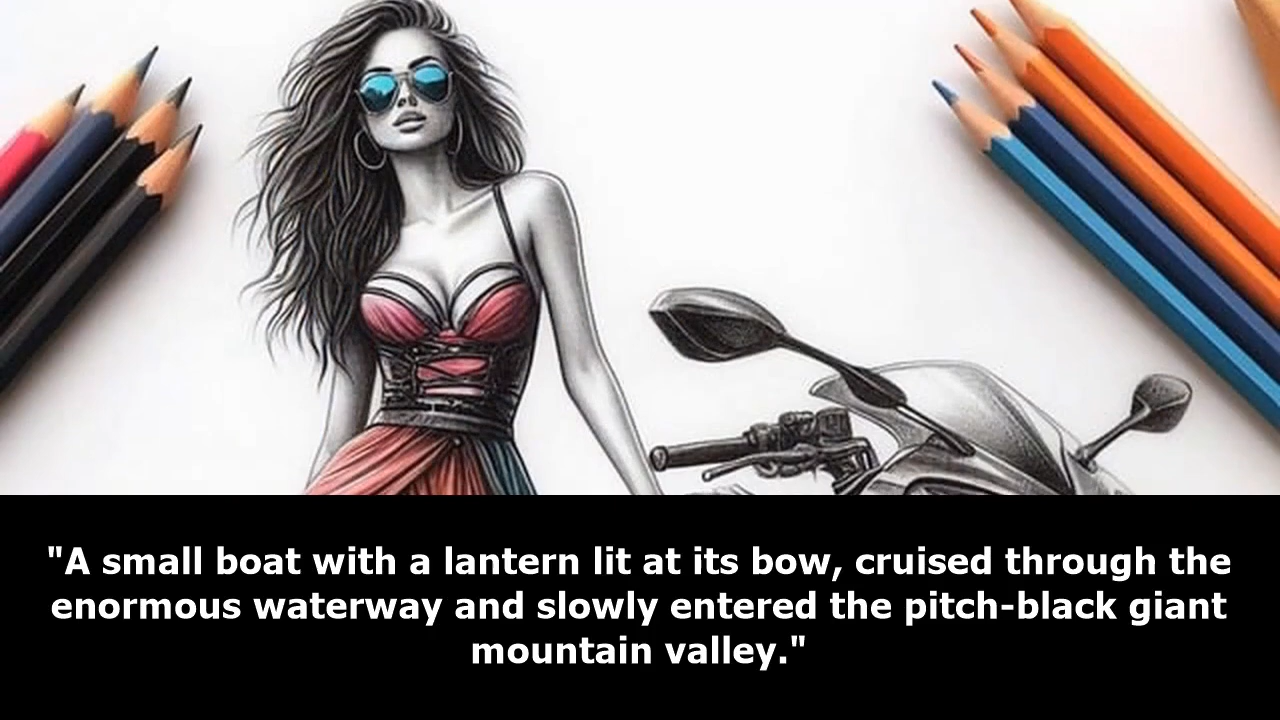 "A small boat with a lantern lit at its bow, cruised through the
enormous waterway and slowly entered the pitch-black giant
mountain valley."